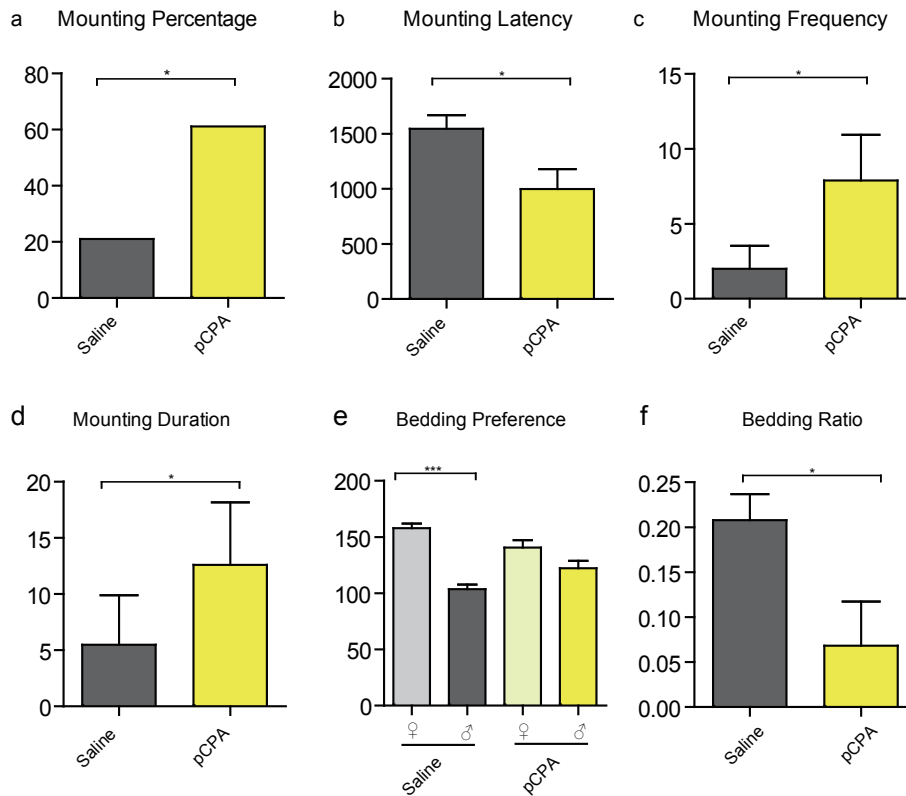 a Mounting Percentage
80
60
40
20
0
*
Saline pCPA
b Mounting Latency
2000
1500
1000
500
0
*
Saline pCPA
c Mounting Frequency
15
10
5
0
*
Saline pCPA
d Mounting Duration
20
15
10
5
0
*
Saline pCPA
e Bedding Preference
200
150
100
50
0
***
♀ ♂ ♀ ♂
Saline pCPA
f Bedding Ratio
0.25
0.20
0.15
0.10
0.05
0.00
*
Saline pCPA